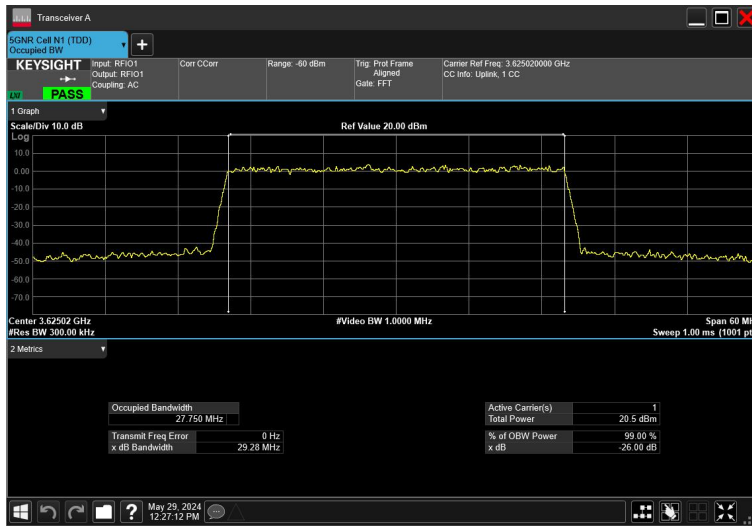 Transceiver A
5GNR Cell N1 (TDD)
Occupied BW
KEYSIGHT
PASS
Input: RFIO1
Output: RFIO1
Coupling: AC
Corr CCorr
Range: -60 dBm
Trig: Prot Frame
Aligned
Gate: FFT
Carrier Ref Freq: 3.625020000 GHz
CC Info: Uplink, 1 CC
1 Graph
Scale/Div 10.0 dB
Ref Value 20.00 dBm
Log
10.0
0.00
-10.0
-20.0
-30.0
-40.0
-50.0
-60.0
-70.0
Center 3.62502 GHz
#Video BW 1.0000 MHz
Span 60 MH
#Res BW 300.00 kHz
Sweep 1.00 ms (1001 pt
2 Metrics
Occupied Bandwidth
27.750 MHz
Transmit Freq Error 0 Hz
x dB Bandwidth 29.28 MHz
Active Carrier(s) 1
Total Power 20.5 dBm
% of OBW Power 99.00 %
x dB -26.00 dB
?
May 29, 2024
12:27:12 PM